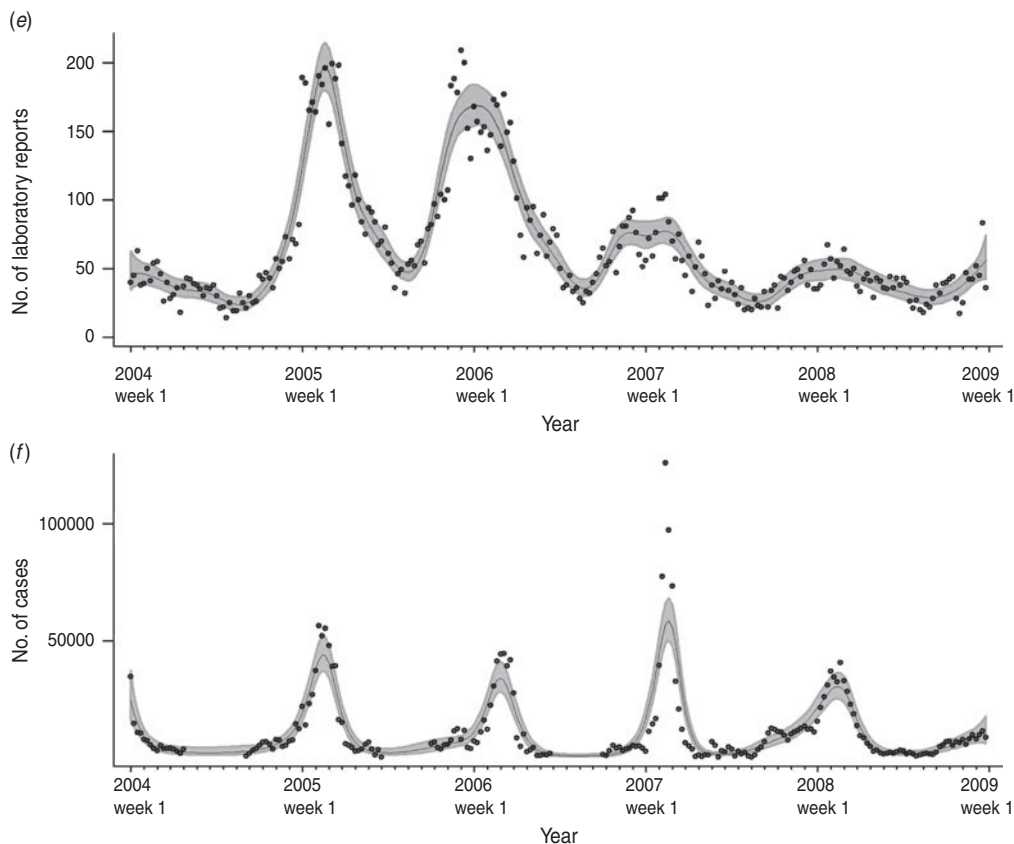 (e)
No. of laboratory reports
200
150
100
50
0
2004 2005 2006 2007 2008 2009
week 1 week 1 week 1 week 1 week 1 week 1
Year
(f)
No. of cases
100000
50000
2004 2005 2006 2007 2008 2009
week 1 week 1 week 1 week 1 week 1 week 1
Year